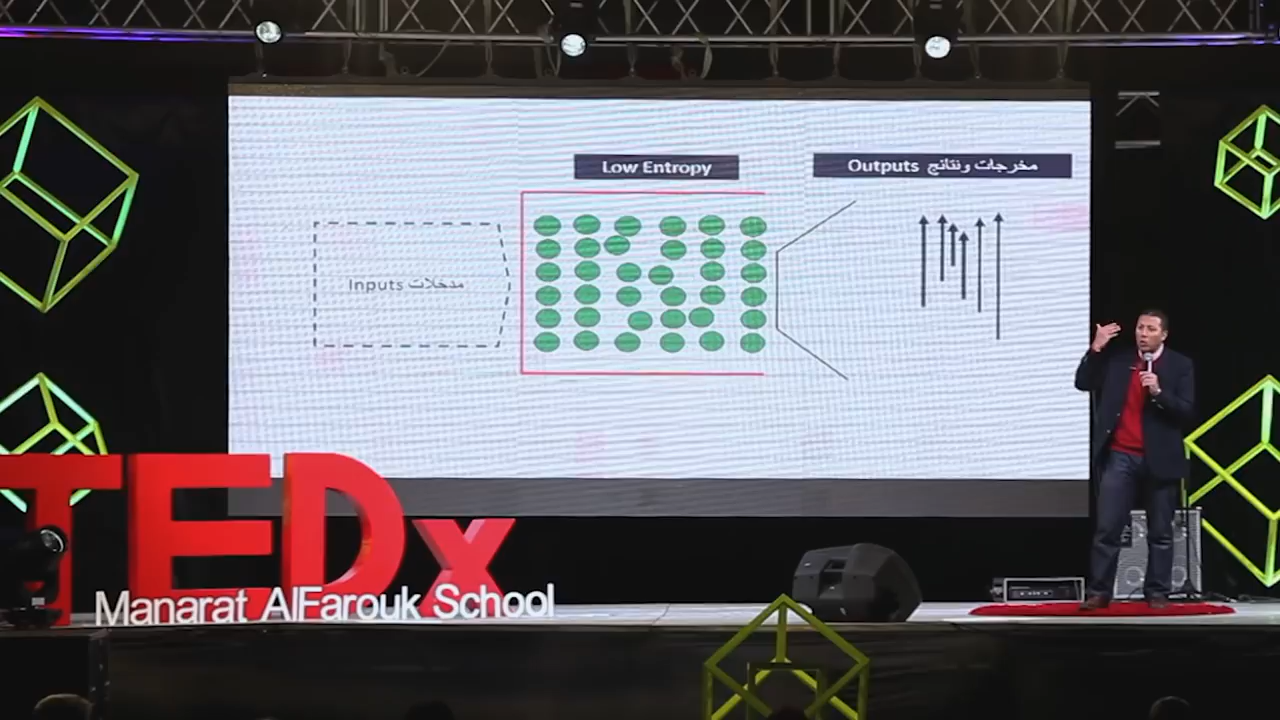 Low Entropy
Outputs مخرجات ونتائج
Inputs مدخلات
TEDx
Manarat AlFarouk School